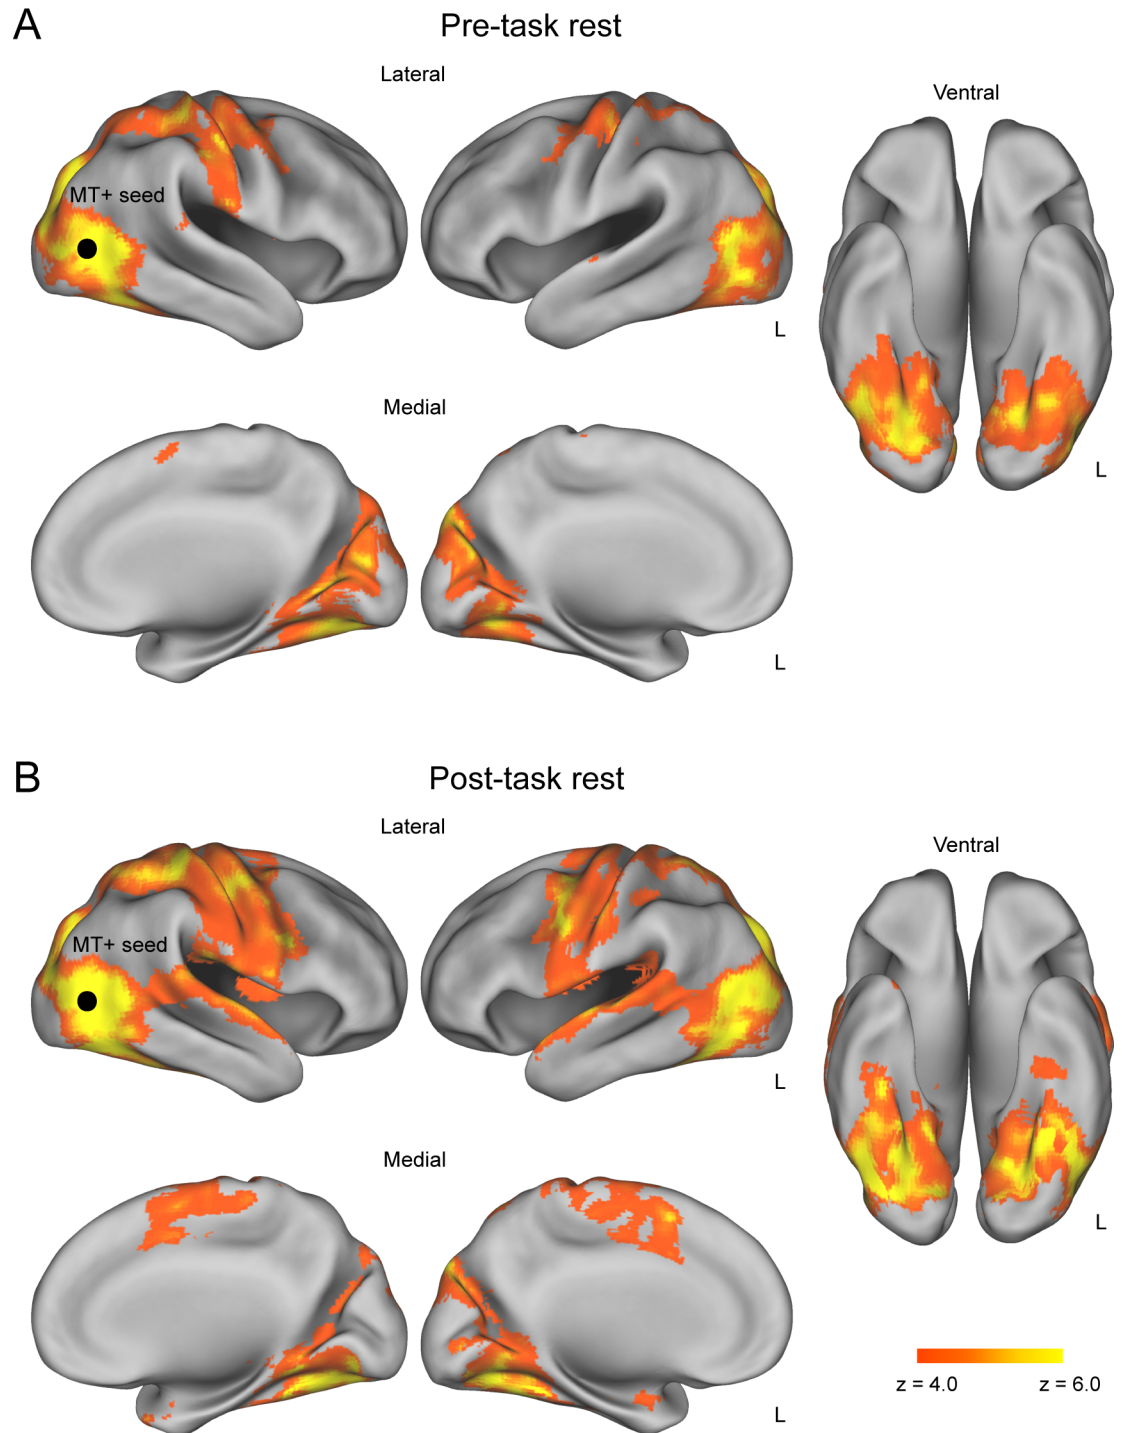 A
Pre-task rest
Lateral
Ventral
MT+ seed
L
Medial
L
L
B
Post-task rest
Lateral
Ventral
MT+ seed
L
Medial
L
z = 4.0 z = 6.0
L